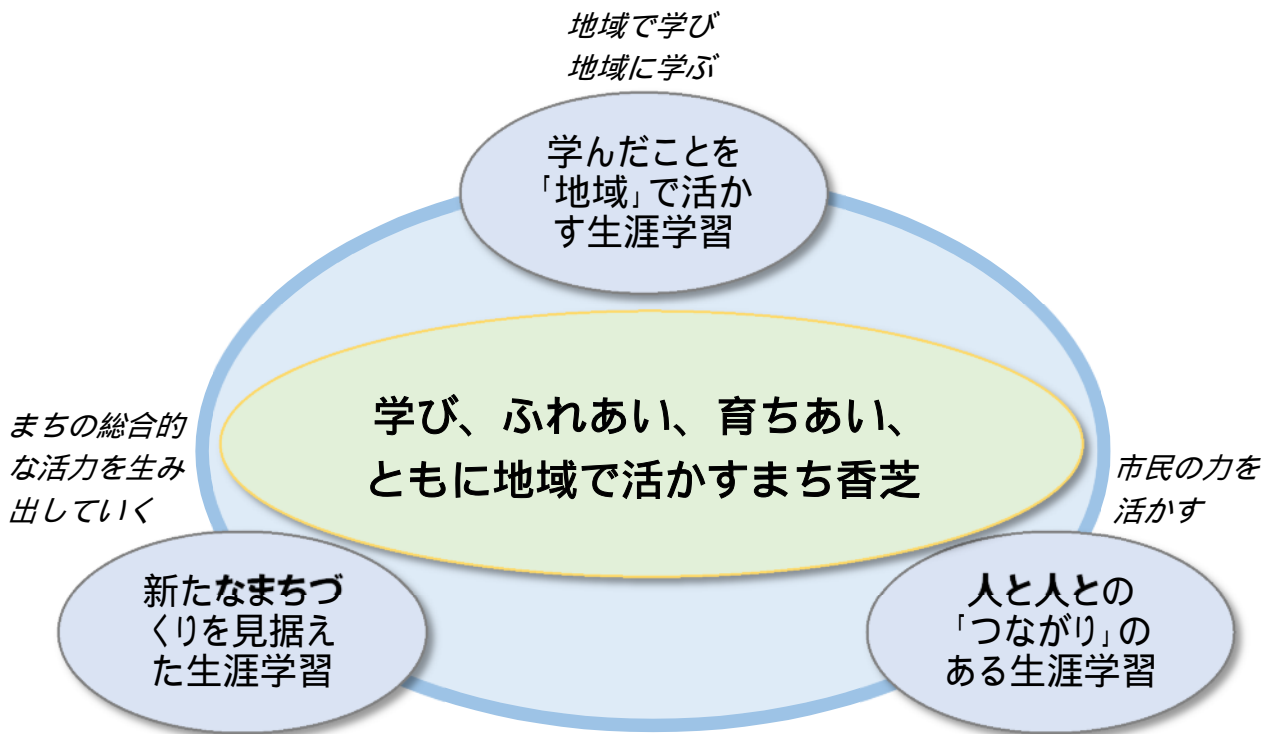 地域で学び
地域に学ぶ
学んだことを
「地域」で活か
す生涯学習
学び、ふれあい、育ちあい、
ともに地域で活かすまち香芝
まちの総合的
な活力を生み
出していく
市民の力を
活かす
新たなまちづ
くりを見据え
た生涯学習
人と人との
「つながり」の
ある生涯学習